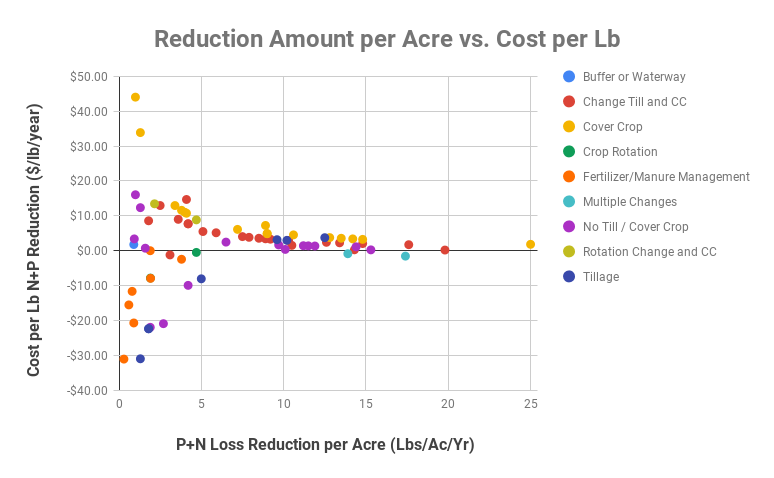 Reduction Amount per Acre vs. Cost per Lb
Cost per Lb N+P Reduction ($/lb/year)
$50.00
$40.00
$30.00
$20.00
$10.00
$0.00
-$10.00
-$20.00
-$30.00
-$40.00
0 5 10 15 20 25
P+N Loss Reduction per Acre (Lbs/Ac/Yr)
Buffer or Waterway
Change Till and CC
Cover Crop
Crop Rotation
Fertilizer/Manure Management
Multiple Changes
No Till / Cover Crop
Rotation Change and CC
Tillage